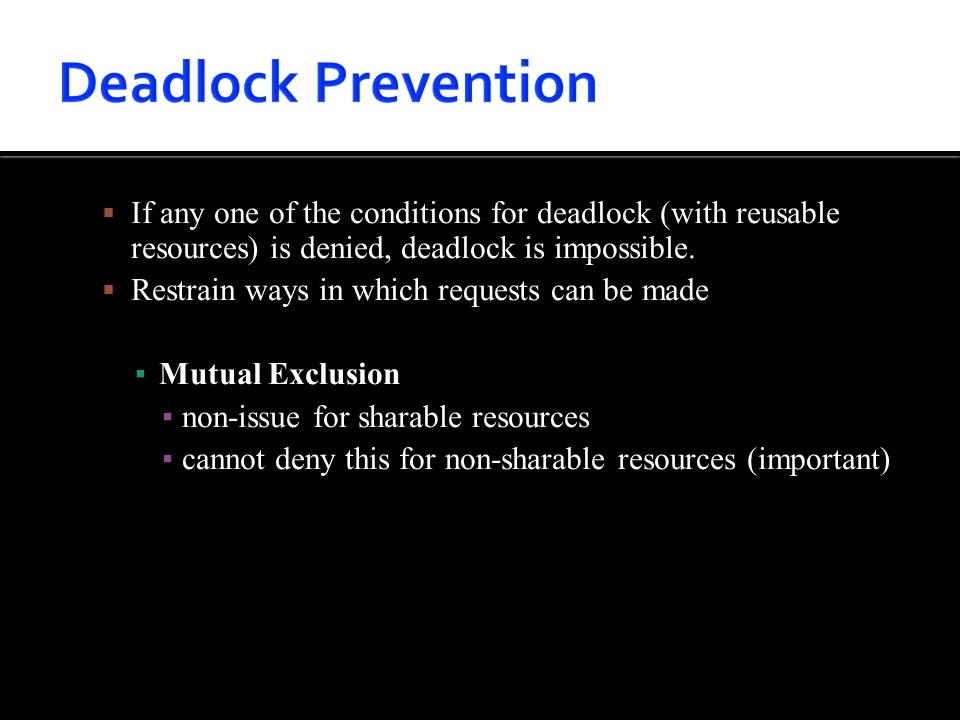 Deadlock Prevention
▪ If any one of the conditions for deadlock (with reusable
resources) is denied, deadlock is impossible.
▪ Restrain ways in which requests can be made
▪ Mutual Exclusion
▪ non-issue for sharable resources
▪ cannot deny this for non-sharable resources (important)